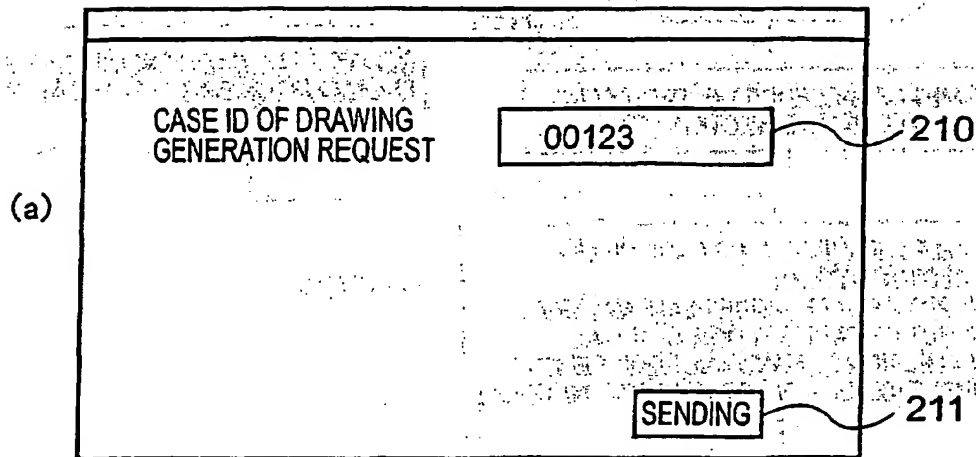 CASE ID OF DRAWING
GENERATION REQUEST
00123
210
(a)
SENDING
211